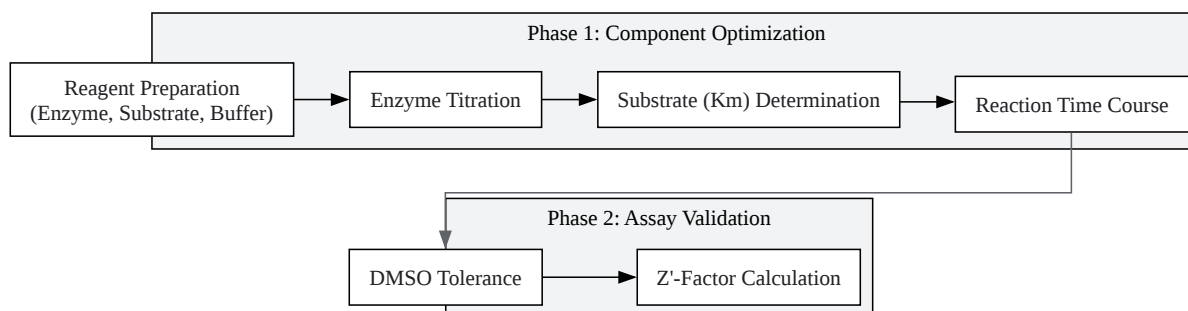 Phase 1: Component Optimization
Reagent Preparation
(Enzyme, Substrate, Buffer)
Enzyme Titration
Substrate (Km) Determination
Reaction Time Course
Phase 2: Assay Validation
DMSO Tolerance
Z'-Factor Calculation